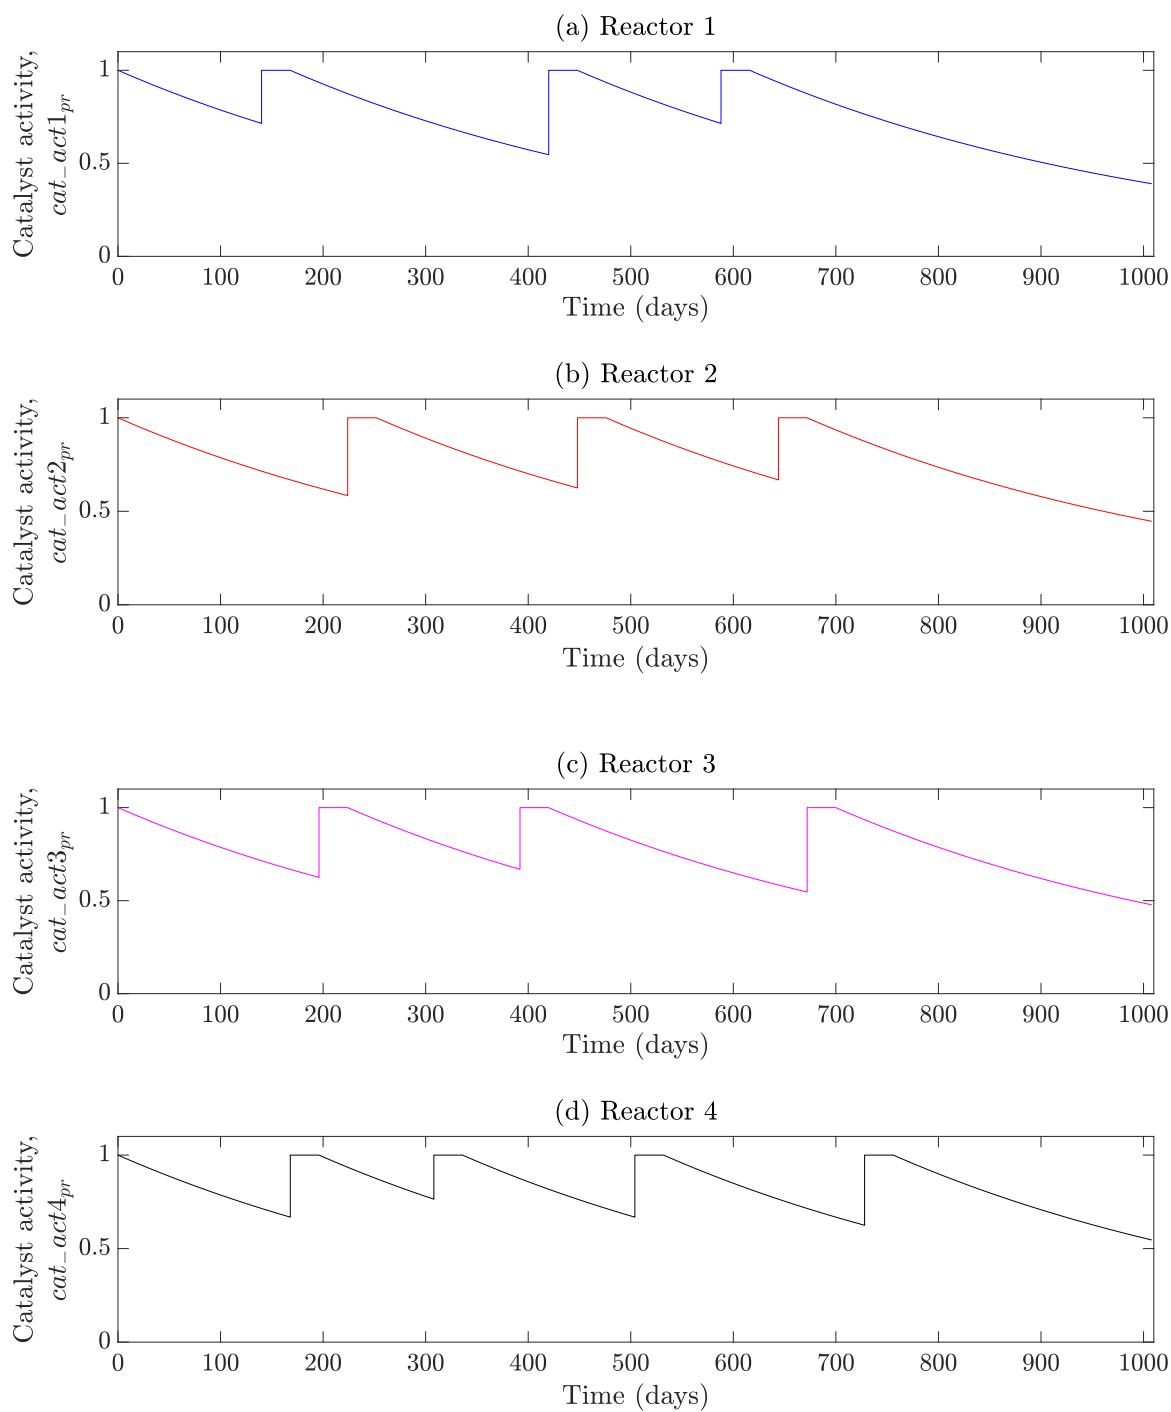 (a) Reactor 1
Catalyst activity,
cat_act1pr
1
0.5
0
0 100 200 300 400 500 600 700 800 900 1000
Time (days)
(b) Reactor 2
Catalyst activity,
cat_act2pr
1
0.5
0
0 100 200 300 400 500 600 700 800 900 1000
Time (days)
(c) Reactor 3
Catalyst activity,
cat_act3pr
1
0.5
0
0 100 200 300 400 500 600 700 800 900 1000
Time (days)
(d) Reactor 4
Catalyst activity,
cat_act4pr
1
0.5
0
0 100 200 300 400 500 600 700 800 900 1000
Time (days)